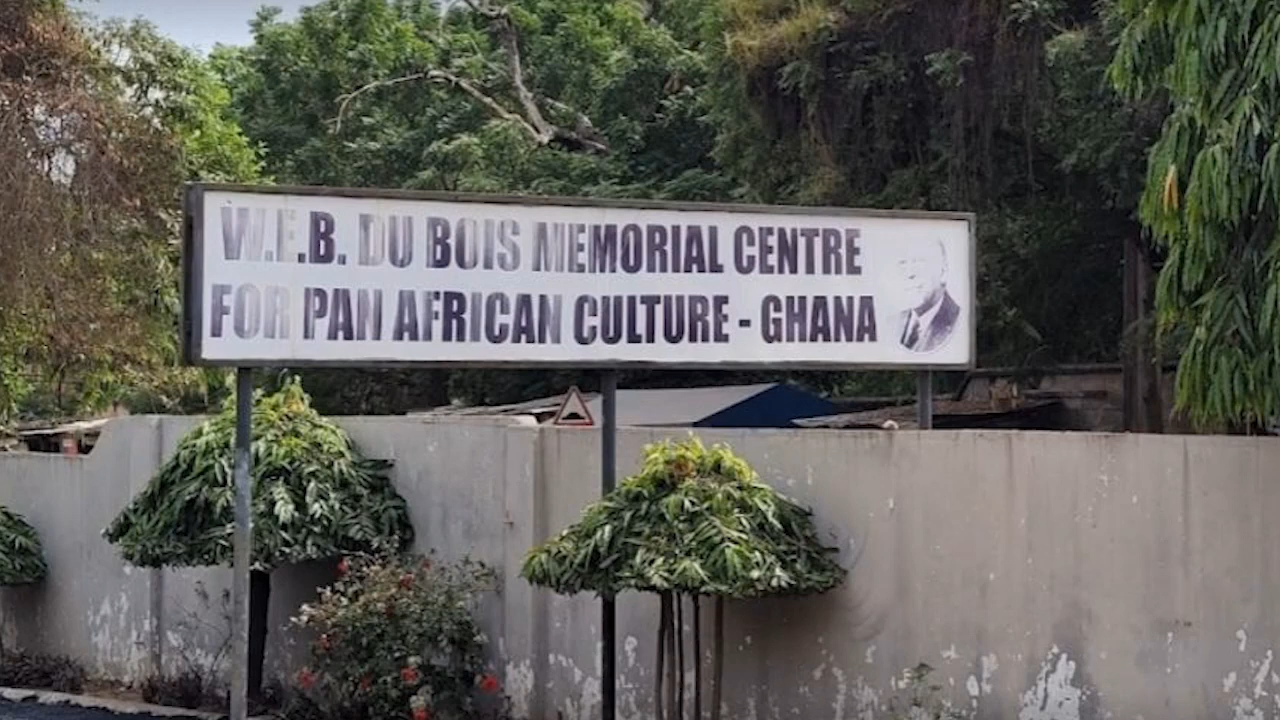 W.E.B. DU BOIS MEMORIAL CENTRE
FOR PAN AFRICAN CULTURE - GHANA